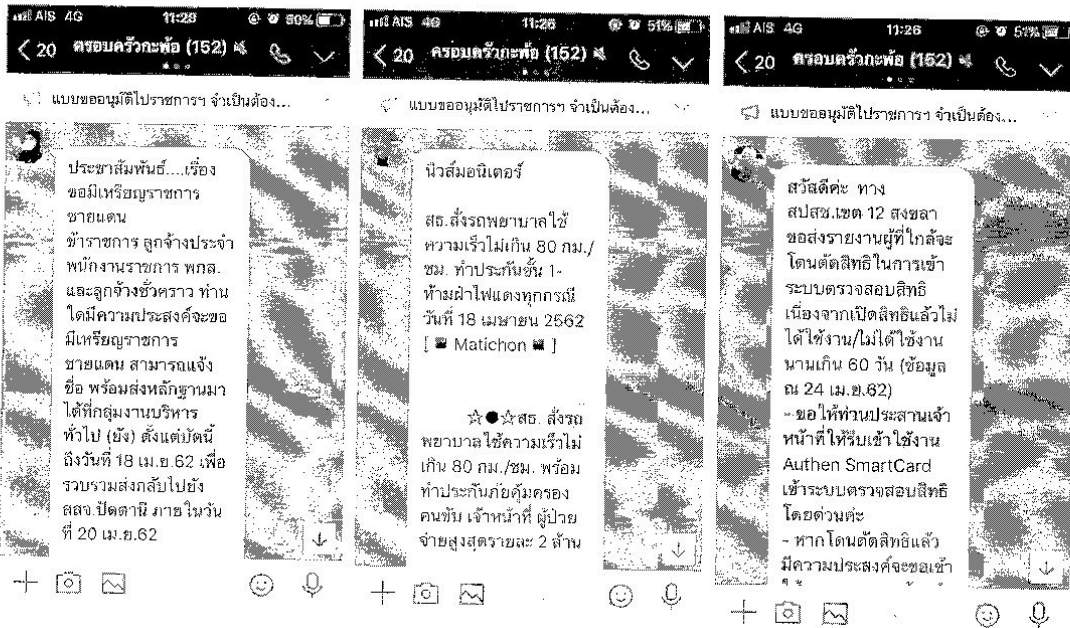 AIS 4G 11:28 50%
< 20 ครอบครัวกะพ้อ (152)
แบบขออนุมัติไปราชการฯ จำเป็นต้อง...
ประชาสัมพันธ์....เรื่อง
ขอมีเหรียญราชการ
ชายแดน
ข้าราชการ ลูกจ้างประจำ
พนักงานราชการ พกส.
และลูกจ้างชั่วคราว ท่าน
ใดมีความประสงค์จะขอ
มีเหรียญราชการ
ชายแดน สามารถแจ้ง
ชื่อ พร้อมส่งหลักฐานมา
ได้ที่กลุ่มงานบริหาร
ทั่วไป (ยัง) ตั้งแต่บัดนี้
ถึงวันที่ 18 เม.ย.62 เพื่อ
รวบรวมส่งกลับไปยัง
สสจ.ปัตตานี ภายในวัน
ที่ 20 เม.ย.62
AIS 4G 11:26 51%
< 20 ครอบครัวกะพ้อ (152)
แบบขออนุมัติไปราชการฯ จำเป็นต้อง...
นิวส์มอนิเตอร์
สธ.สั่งรถพยาบาลใช้
ความเร็วไม่เกิน 80 กม./
ชม. ทำประกันชั้น 1-
ห้ามฝ่าไฟแดงทุกกรณี
วันที่ 18 เมษายน 2562
[ Matichon ]
☆●☆สธ. สั่งรถ
พยาบาลใช้ความเร็วไม่
เกิน 80 กม./ชม. พร้อม
ทำประกันภัยคุ้มครอง
คนขับ เจ้าหน้าที่ ผู้ป่วย
จ่ายสูงสุดรายละ 2 ล้าน
AIS 4G 11:26 51%
< 20 ครอบครัวกะพ้อ (152)
แบบขออนุมัติไปราชการฯ จำเป็นต้อง...
สวัสดีค่ะ ทาง
สปสช.เขต 12 สงขลา
ขอส่งรายงานผู้ที่ใกล้จะ
โดนตัดสิทธิในการเข้า
ระบบตรวจสอบสิทธิ
เนื่องจากเปิดสิทธิแล้วไม่
ได้ใช้งาน/ไม่ได้ใช้งาน
นานเกิน 60 วัน (ข้อมูล
ณ 24 เม.ย.62)
- ขอให้ท่านประสานเจ้า
หน้าที่ให้รีบเข้าใช้งาน
Authen SmartCard
เข้าระบบตรวจสอบสิทธิ
โดยด่วนค่ะ
- หากโดนตัดสิทธิแล้ว
มีความประสงค์จะขอเข้า